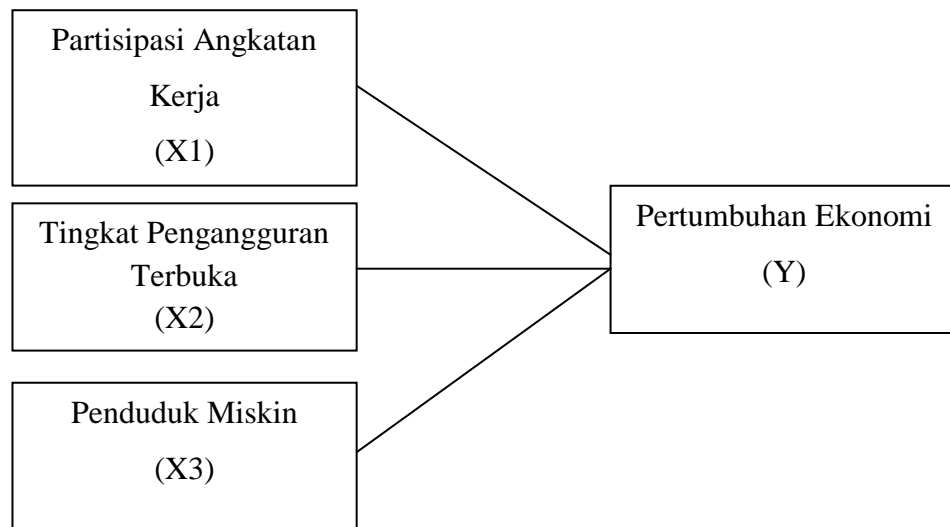 Partisipasi Angkatan
Kerja
(X1)
Tingkat Pengangguran
Terbuka
(X2)
Penduduk Miskin
(X3)
Pertumbuhan Ekonomi
(Y)